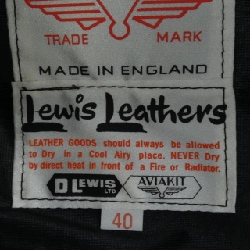 TRADE MARK
MADE IN ENGLAND
Lewis Leathers
LEATHER GOODS should always be allowed
to Dry in a Cool Airy place. NEVER Dry
by direct heat in front of a Fire or Radiator.
D LEWIS LTD AVIAKIT
40